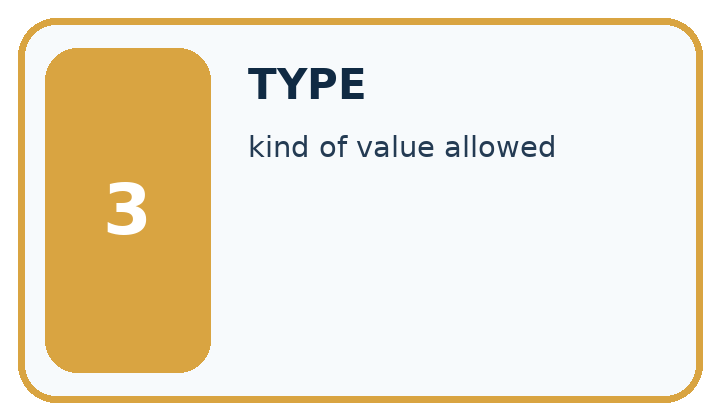 3
TYPE
kind of value allowed